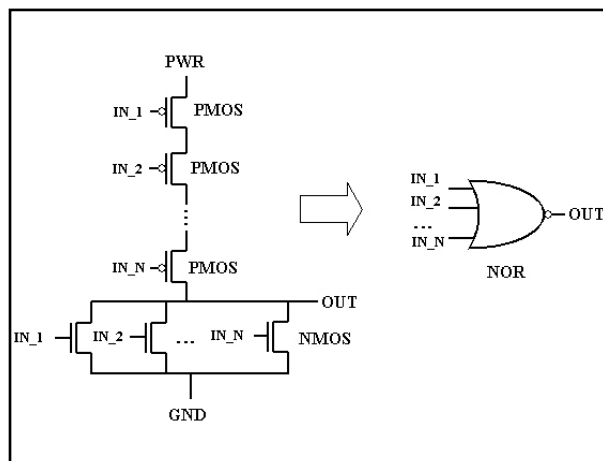 PWR
IN_1 PMOS
IN_2 PMOS
...
IN_N PMOS
OUT
IN_1 IN_2 ... IN_N NMOS
GND
IN_1
IN_2
...
IN_N
OUT
NOR